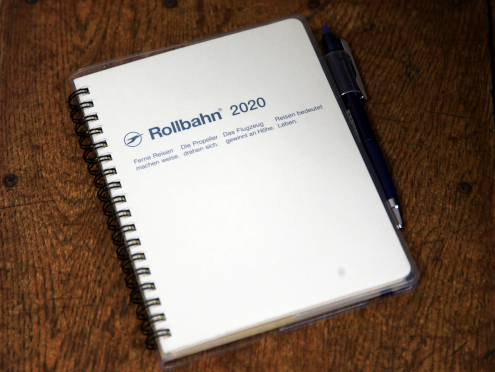 Rollbahn® 2020
Ferne Reisen Die Propeller Das Flugzeug Reisen bedeutet
machen weise. drehen sich. gewinnt an Höhe. Leben.